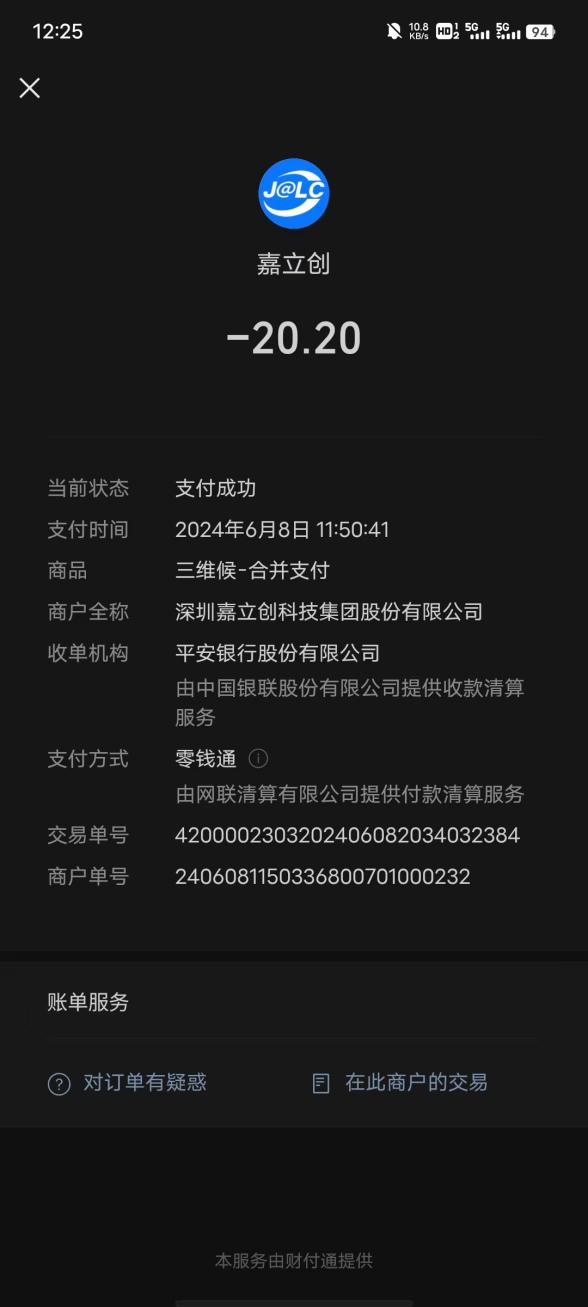 12:25
10.8 KB/s HD 1 2 5G 5G 94
J@LC
嘉立创
-20.20
当前状态 支付成功
支付时间 2024年6月8日 11:50:41
商品 三维候-合并支付
商户全称 深圳嘉立创科技集团股份有限公司
收单机构 平安银行股份有限公司
由中国银联股份有限公司提供收款清算
服务
支付方式 零钱通
由网联清算有限公司提供付款清算服务
交易单号 4200002303202406082034032384
商户单号 2406081150336800701000232
账单服务
对订单有疑惑 在此商户的交易
本服务由财付通提供